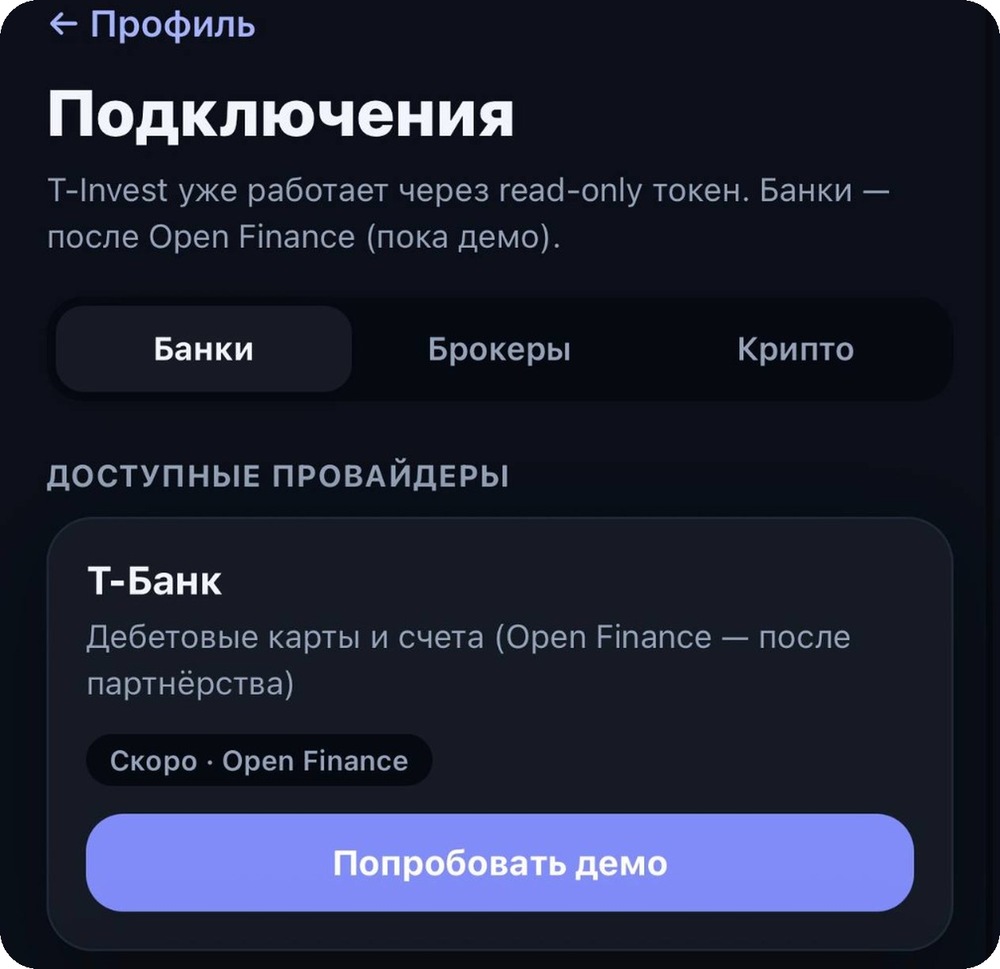 ← Профиль
Подключения
T-Invest уже работает через read-only токен. Банки —
после Open Finance (пока демо).
Банки Брокеры Крипто
ДОСТУПНЫЕ ПРОВАЙДЕРЫ
Т-Банк
Дебетовые карты и счета (Open Finance — после
партнёрства)
Скоро · Open Finance
Попробовать демо